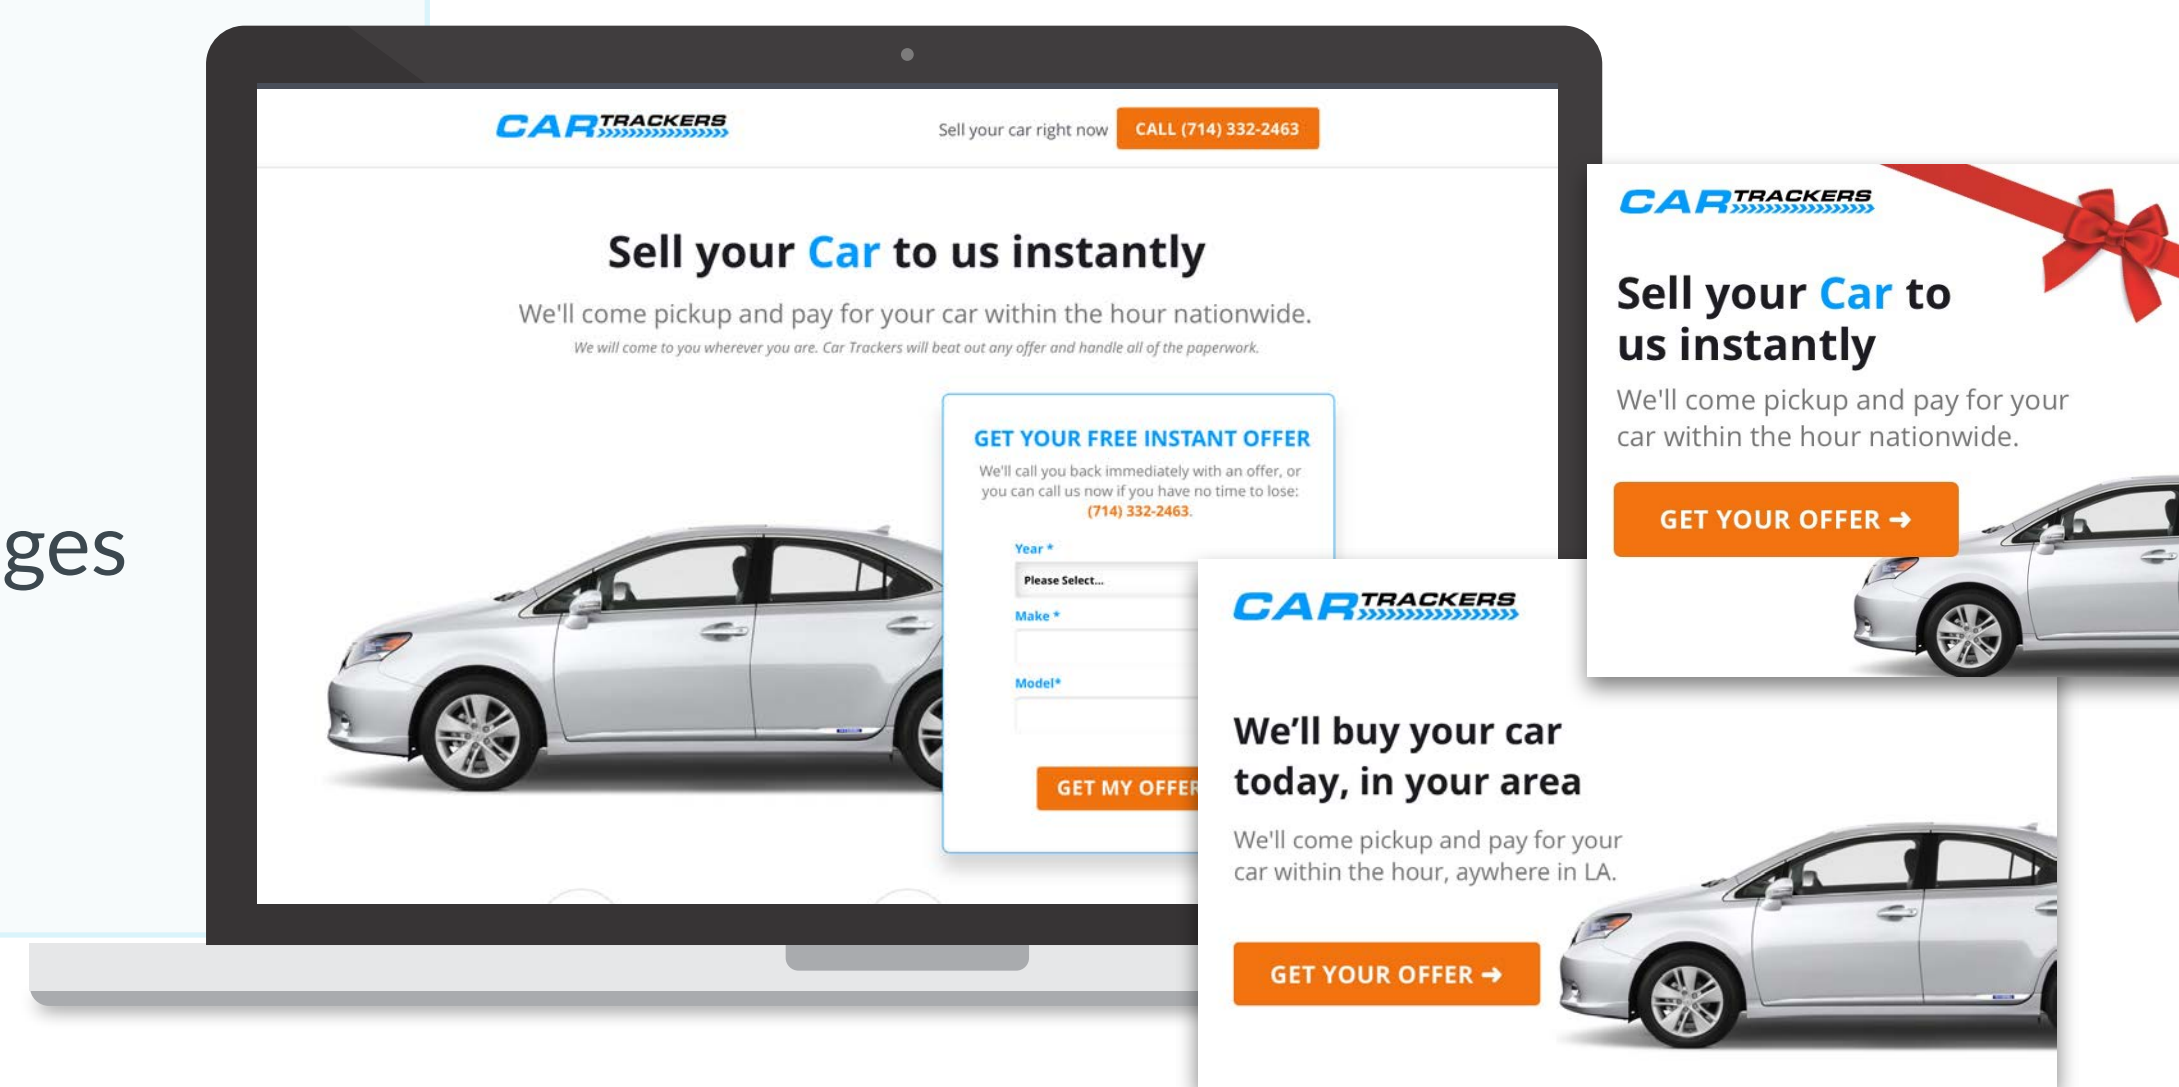 ges
CARTRACKERS
Sell your car right now
CALL (714) 332-2463
Sell your Car to us instantly
We'll come pickup and pay for your car within the hour nationwide.
We will come to you wherever you are. Car Trackers will beat out any offer and handle all of the paperwork.
GET YOUR FREE INSTANT OFFER
We'll call you back immediately with an offer, or
you can call us now if you have no time to lose:
(714) 332-2463.
Year *
Please Select...
Make *
Model*
GET MY OFFER
CARTRACKERS
Sell your Car to
us instantly
We'll come pickup and pay for your
car within the hour nationwide.
GET YOUR OFFER ➜
CARTRACKERS
We’ll buy your car
today, in your area
We'll come pickup and pay for your
car within the hour, aywhere in LA.
GET YOUR OFFER ➜